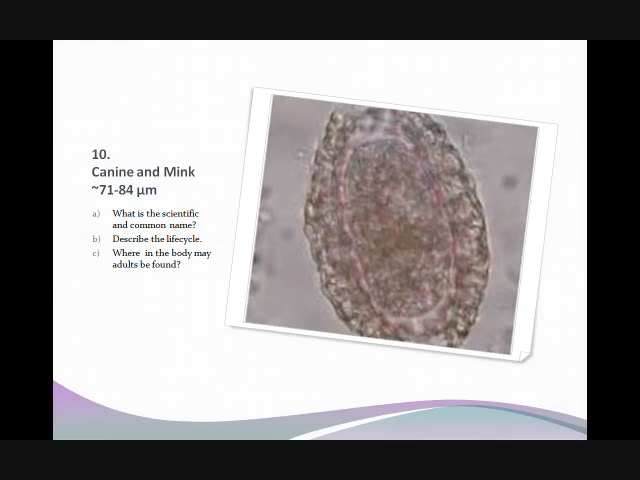 10.
Canine and Mink
~71-84 µm
a) What is the scientific
and common name?
b) Describe the lifecycle.
c) Where in the body may
adults be found?